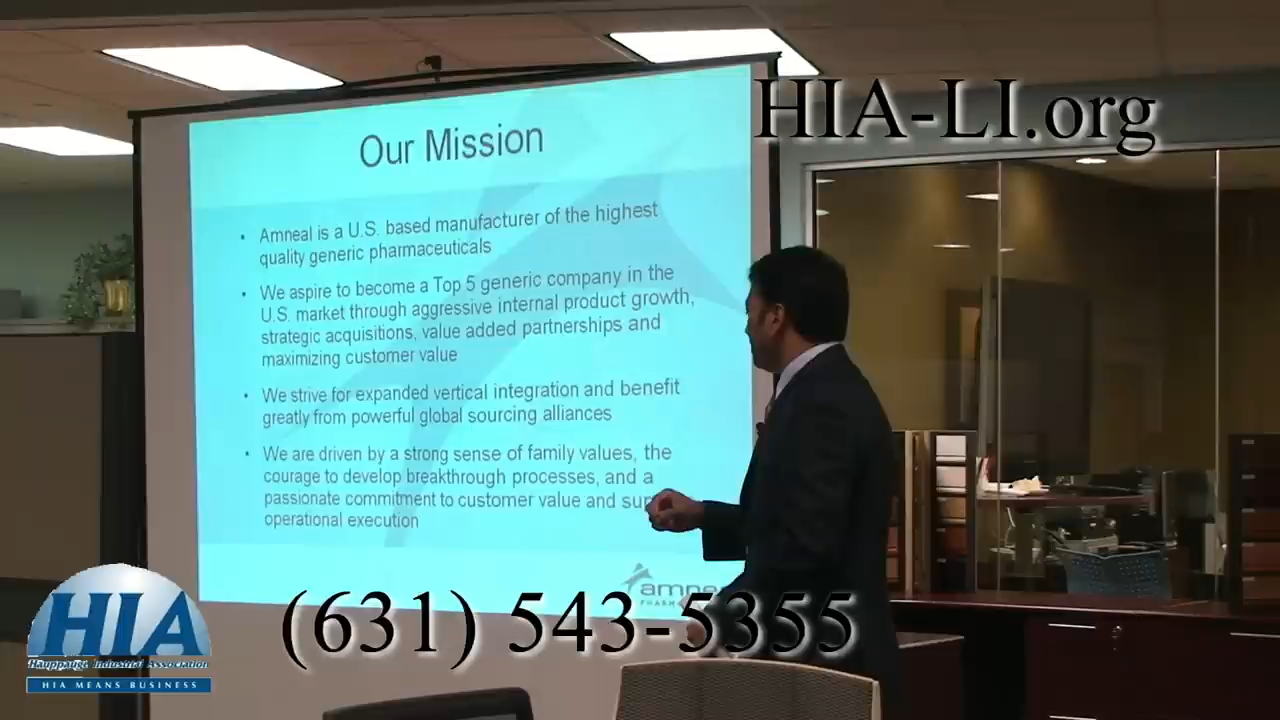 HIA-LI.org
Our Mission
• Amneal is a U.S. based manufacturer of the highest
quality generic pharmaceuticals
• We aspire to become a Top 5 generic company in the
U.S. market through aggressive internal product growth,
strategic acquisitions, value added partnerships and
maximizing customer value
• We strive for expanded vertical integration and benefit
greatly from powerful global sourcing alliances
• We are driven by a strong sense of family values, the
courage to develop breakthrough processes, and a
passionate commitment to customer value and
operational execution
(631) 543-5355
HIA
Hauppauge Industrial Association
HIA MEANS BUSINESS